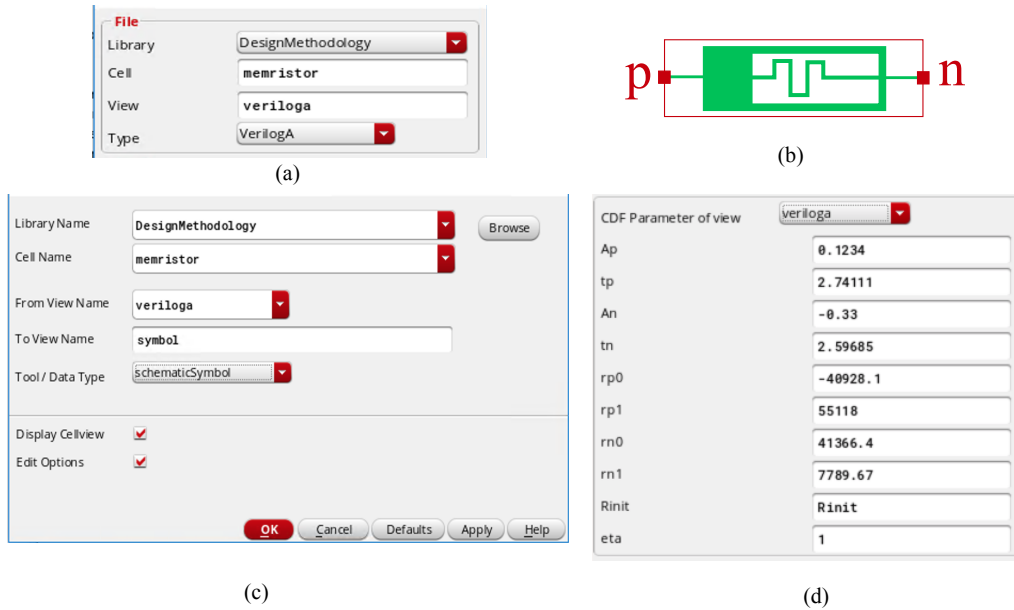 File
Library DesignMethodology
Cell memristor
View veriloga
Type VerilogA
(a)
p n
(b)
Library Name DesignMethodology Browse
Cell Name memristor
From View Name veriloga
To View Name symbol
Tool / Data Type schematicSymbol
Display Cellview
Edit Options
OK Cancel Defaults Apply Help
(c)
CDF Parameter of view veriloga
Ap 0.1234
tp 2.74111
An -0.33
tn 2.59685
rp0 -40928.1
rp1 55118
rn0 41366.4
rn1 7789.67
Rinit Rinit
eta 1
(d)